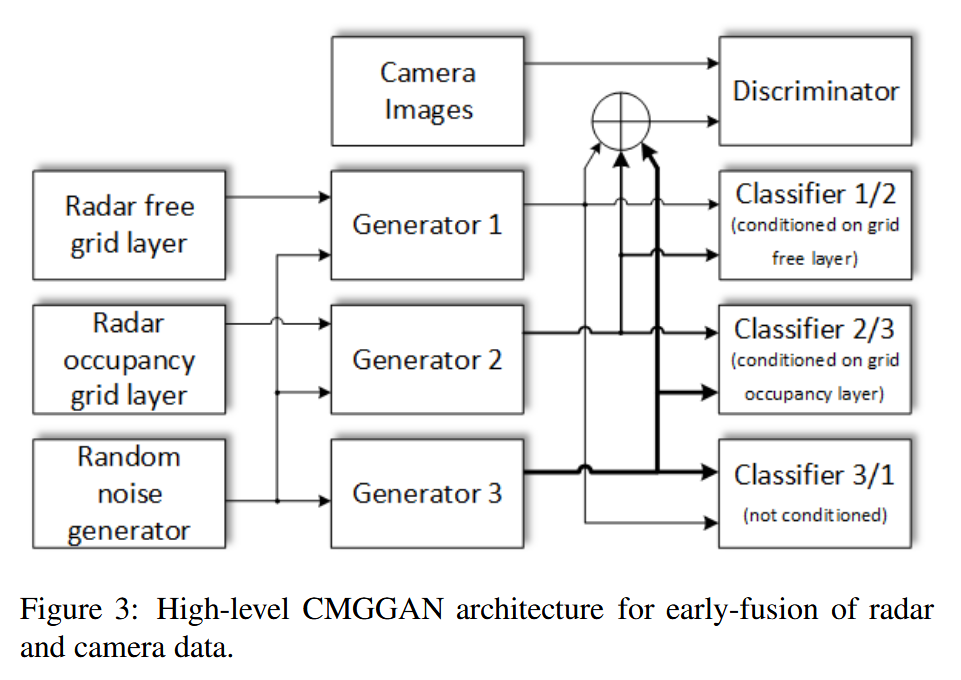 Camera
Images
Discriminator
Radar free
grid layer
Generator 1
Classifier 1/2
(conditioned on grid
free layer)
Radar
occupancy
grid layer
Generator 2
Classifier 2/3
(conditioned on grid
occupancy layer)
Random
noise
generator
Generator 3
Classifier 3/1
(not conditioned)
Figure 3: High-level CMGGAN architecture for early-fusion of radar
and camera data.